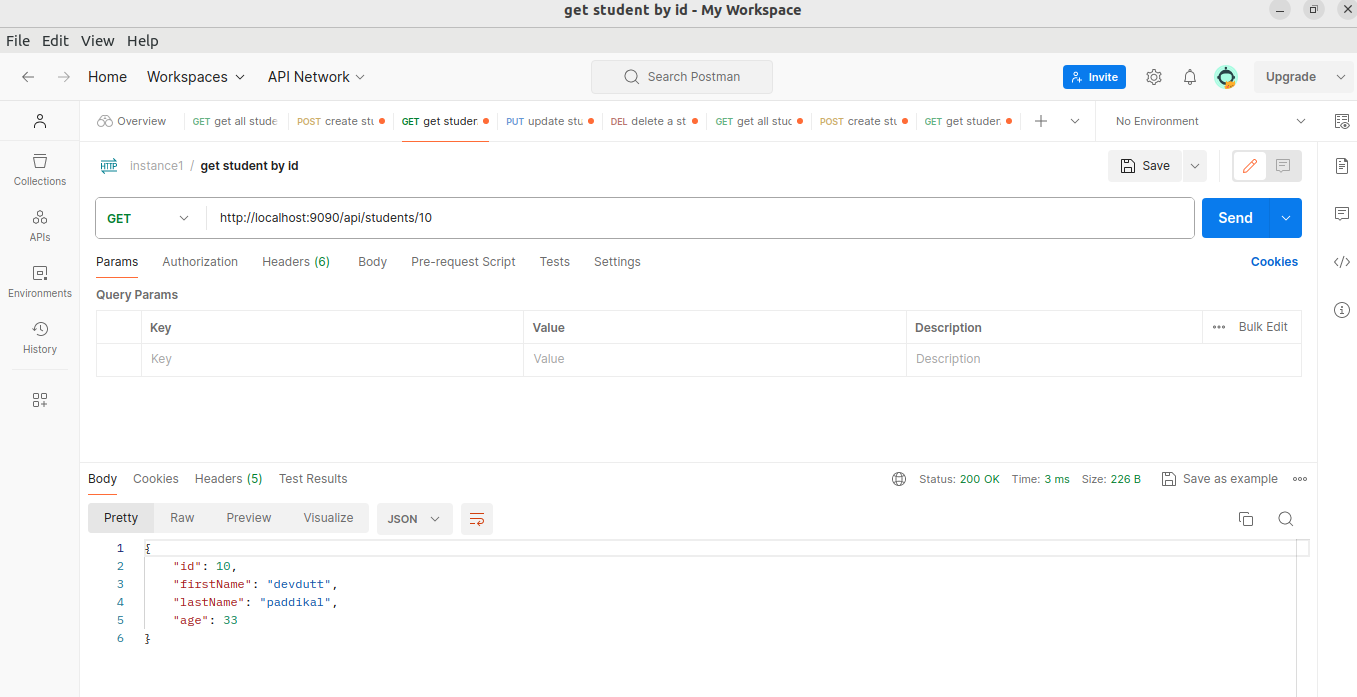 get student by id - My Workspace
File Edit View Help
Home Workspaces API Network Search Postman Invite Upgrade
Overview GET get all stude POST create stu GET get studen PUT update stu DEL delete a st GET get all stuc POST create stu GET get studen No Environment
instance1 / get student by id Save
HTTP
GET http://localhost:9090/api/students/10 Send
Params Authorization Headers (6) Body Pre-request Script Tests Settings Cookies
Query Params
Key Value Description Bulk Edit
Key Value Description
Collections
APIs
Environments
History
Body Cookies Headers (5) Test Results Status: 200 OK Time: 3 ms Size: 226 B Save as example
Pretty Raw Preview Visualize JSON
1 {
2 "id": 10,
3 "firstName": "devdutt",
4 "lastName": "paddikal",
5 "age": 33
6 }